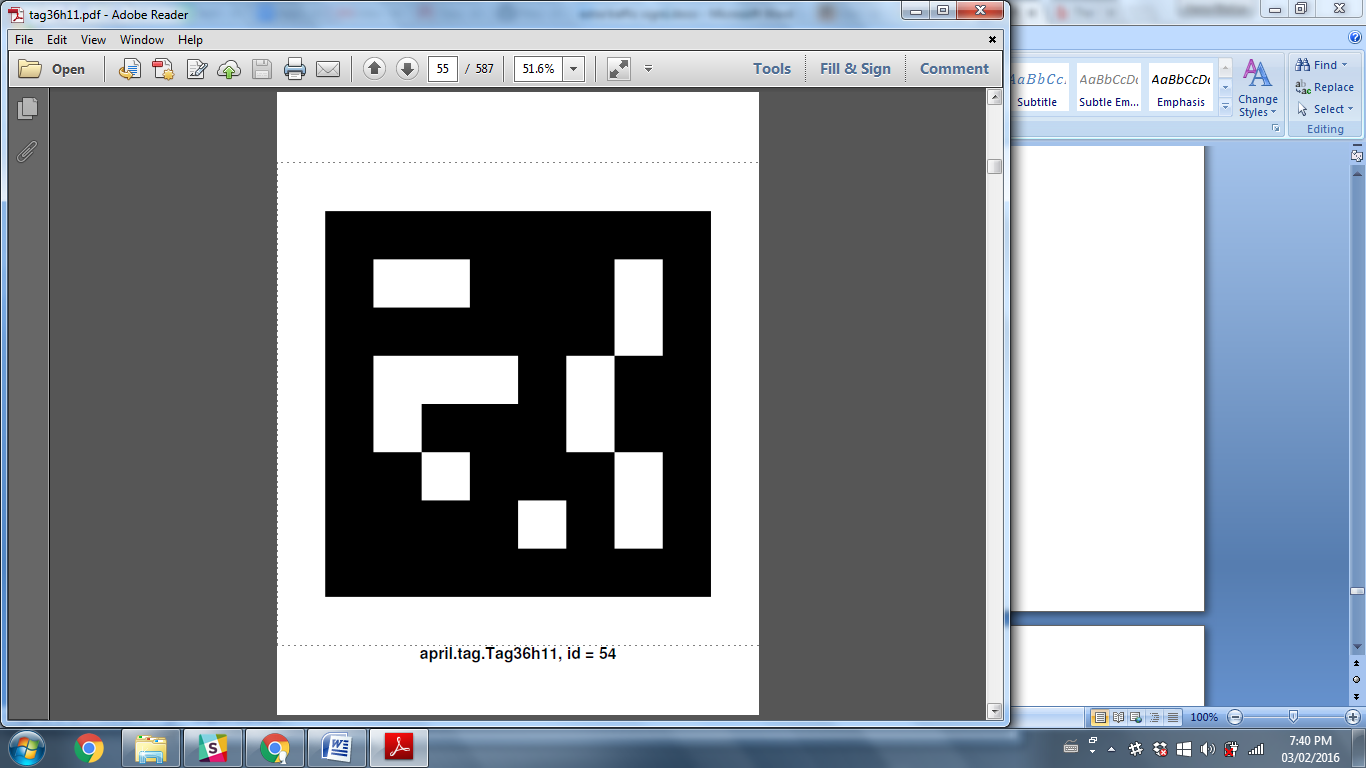 tag36h11.pdf - Adobe Reader
File Edit View Window Help
Open 55 / 587 51.6% Tools Fill & Sign Comment
AaBbCc AaBbCcDc AaBbCcDc
Subtitle Subtle Em... Emphasis
Change Styles
Find
Replace
Select
Editing
april.tag.Tag36h11, id = 54
100%
7:40 PM
03/02/2016